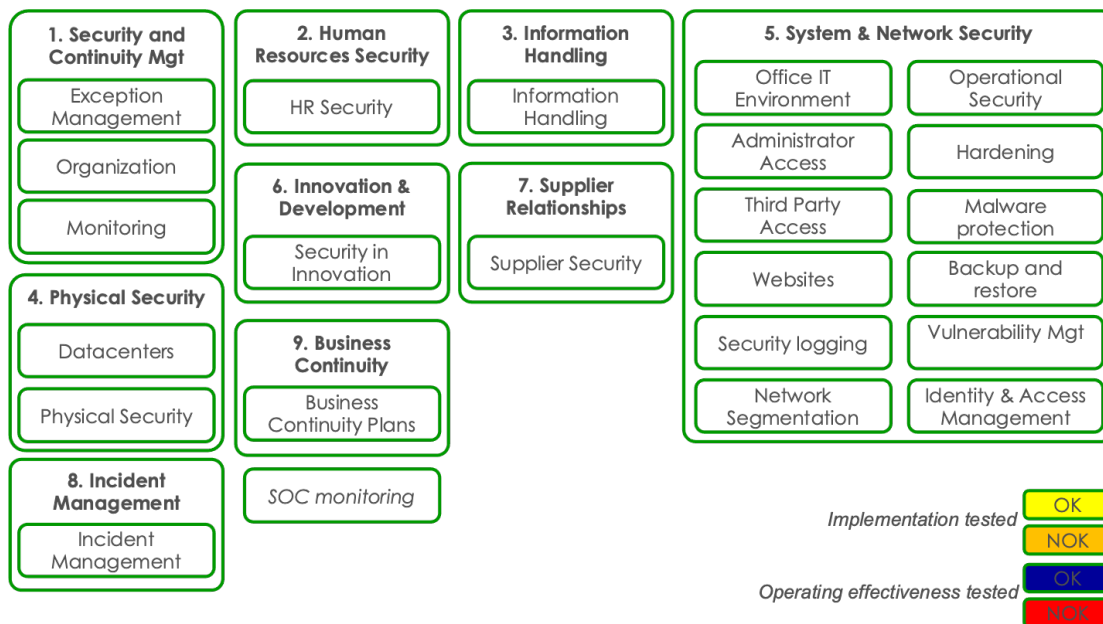 1. Security and
Continuity Mgt
Exception
Management
Organization
Monitoring
2. Human
Resources Security
HR Security
3. Information
Handling
Information
Handling
4. Physical Security
Datacenters
Physical Security
5. System & Network Security
Office IT
Environment
Operational
Security
Administrator
Access
Hardening
Third Party
Access
Malware
protection
Websites
Backup and
restore
Security logging
Vulnerability Mgt
Network
Segmentation
Identity & Access
Management
6. Innovation &
Development
Security in
Innovation
7. Supplier
Relationships
Supplier Security
8. Incident
Management
Incident
Management
9. Business
Continuity
Business
Continuity Plans
SOC monitoring
Implementation tested
OK
NOK
Operating effectiveness tested
OK
NOK